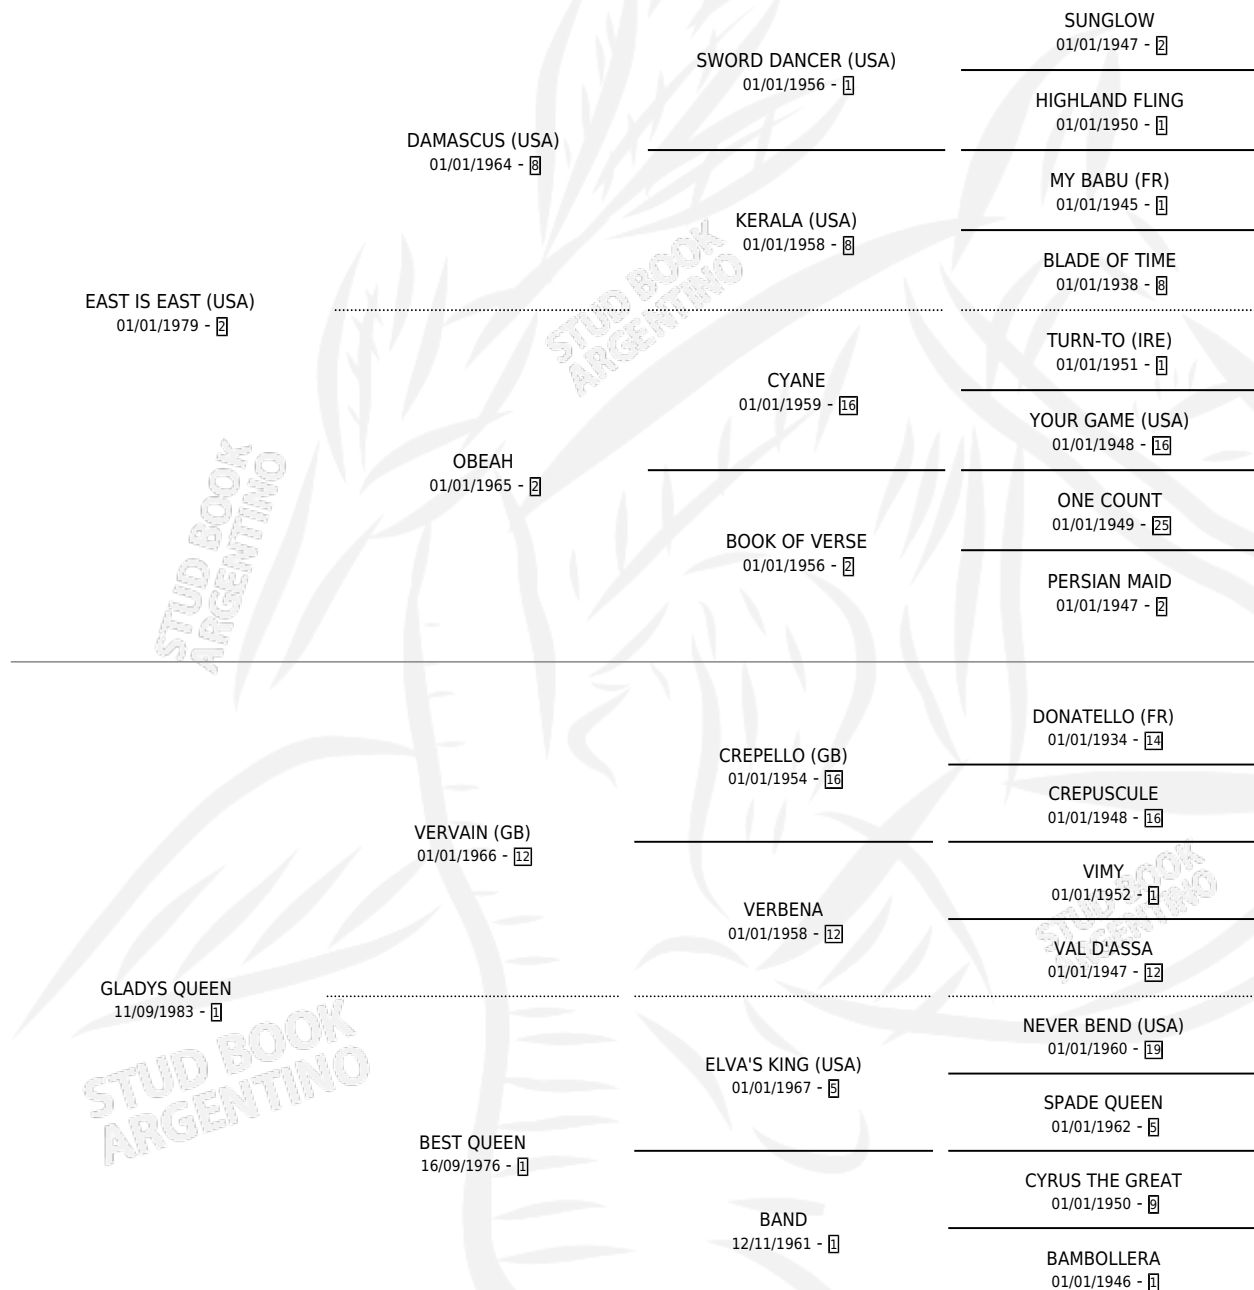 SUNGLOW
01/01/1947 - 2
SWORD DANCER (USA)
01/01/1956 - 1
HIGHLAND FLING
01/01/1950 - 1
DAMASCUS (USA)
01/01/1964 - 8
MY BABU (FR)
01/01/1945 - 1
KERALA (USA)
01/01/1958 - 8
BLADE OF TIME
01/01/1938 - 8
EAST IS EAST (USA)
01/01/1979 - 2
STUD BOOK
ARGENTINO
TURN-TO (IRE)
01/01/1951 - 1
CYANE
01/01/1959 - 16
YOUR GAME (USA)
01/01/1948 - 16
OBEAH
01/01/1965 - 2
ONE COUNT
01/01/1949 - 25
BOOK OF VERSE
01/01/1956 - 2
PERSIAN MAID
01/01/1947 - 2
STUD BOOK
ARGENTINO
DONATELLO (FR)
01/01/1934 - 14
CREPELLO (GB)
01/01/1954 - 16
CREPUSCULE
01/01/1948 - 16
VERVAIN (GB)
01/01/1966 - 12
VIMY
01/01/1952 - 1
VERBENA
01/01/1958 - 12
STUD BOOK
ARGENTINO
VAL D'ASSA
01/01/1947 - 12
GLADYS QUEEN
11/09/1983 - 1
STUD BOOK
ARGENTINO
NEVER BEND (USA)
01/01/1960 - 19
ELVA'S KING (USA)
01/01/1967 - 5
SPADE QUEEN
01/01/1962 - 5
BEST QUEEN
16/09/1976 - 1
CYRUS THE GREAT
01/01/1950 - 9
BAND
12/11/1961 - 1
BAMBOLLERA
01/01/1946 - 1